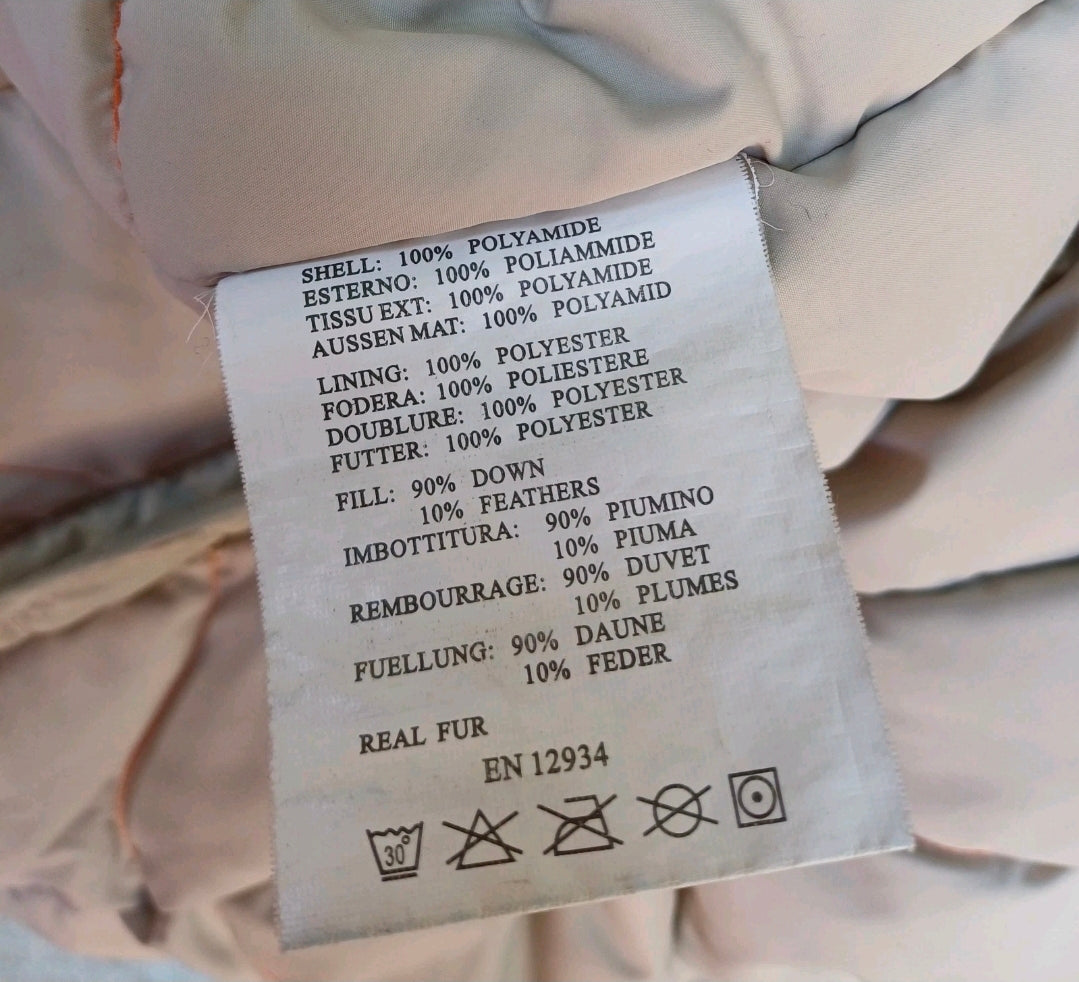 SHELL: 100% POLYAMIDE
ESTERNO: 100% POLIAMMIDE
TISSU EXT: 100% POLYAMIDE
AUSSEN MAT: 100% POLYAMID
LINING: 100% POLYESTER
FODERA: 100% POLIESTERE
DOUBLURE: 100% POLYESTER
FUTTER: 100% POLYESTER
FILL: 90% DOWN
10% FEATHERS
IMBOTTITURA: 90% PIUMINO
10% PIUMA
REMBOURRAGE: 90% DUVET
10% PLUMES
FUELLUNG: 90% DAUNE
10% FEDER
REAL FUR
EN 12934
30°